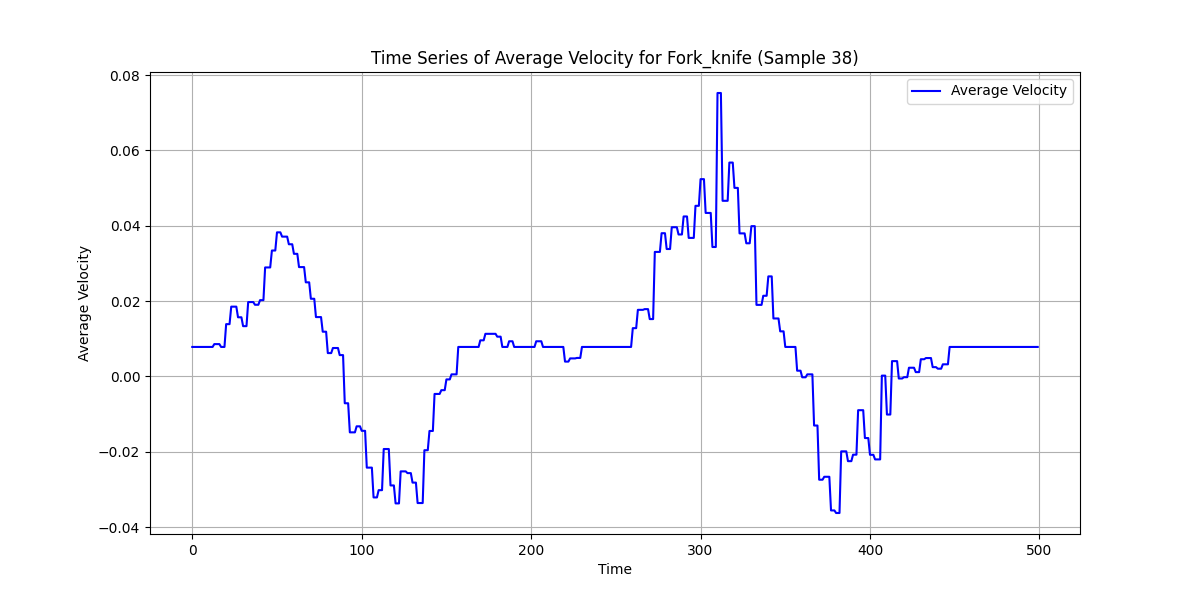 Time Series of Average Velocity for Fork_knife (Sample 38)
Average Velocity
0.08
0.06
0.04
0.02
0.00
−0.02
−0.04
Average Velocity
0 100 200 300 400 500
Time